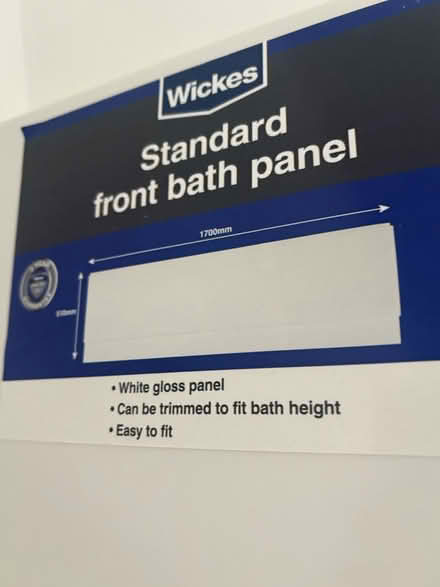 Wickes
Standard
front bath panel
1700mm
510mm
• White gloss panel
• Can be trimmed to fit bath height
• Easy to fit